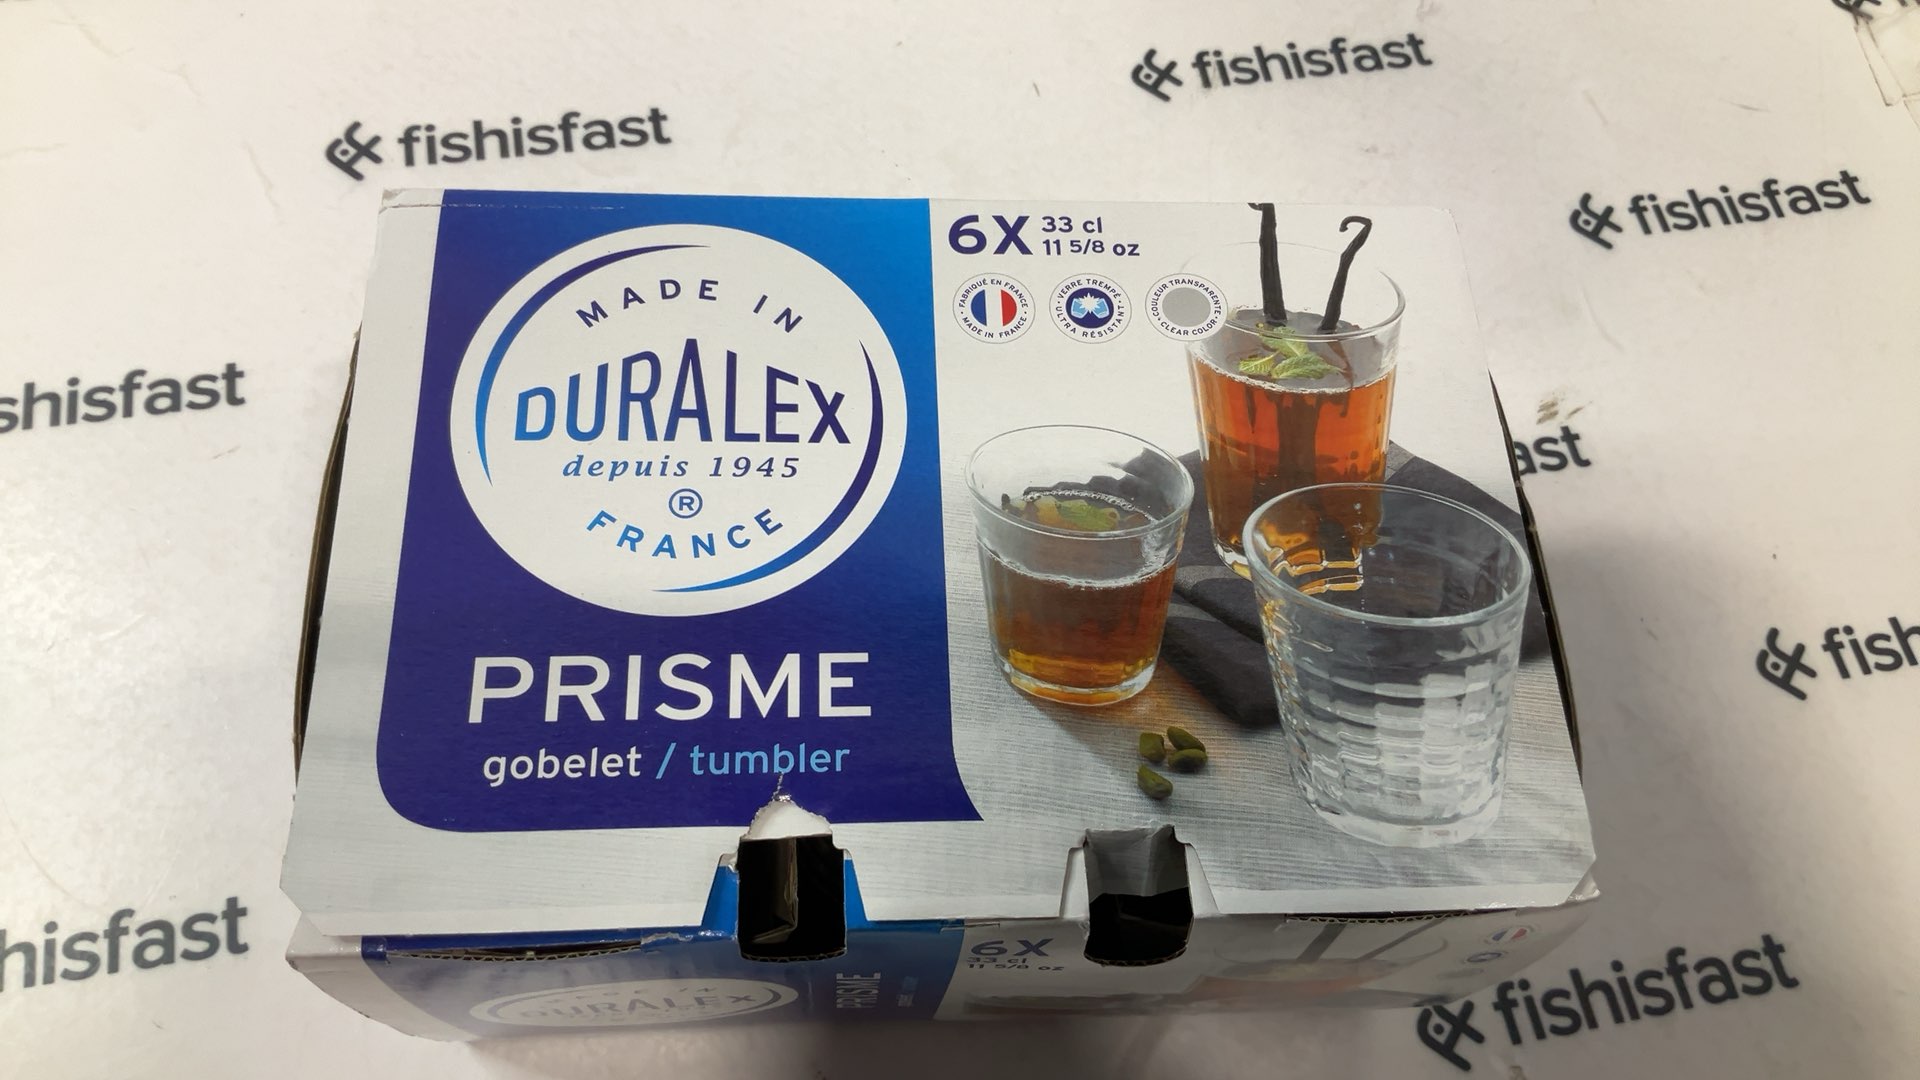 fishisfast
fishisfast
fishisfast
shisfast
ast
fish
hisfast
fishisfast
MADE IN
DURALEX
depuis 1945
®
FRANCE
PRISME
gobelet / tumbler
6X 33 cl
11 5/8 oz
FABRIQUÉ EN FRANCE
MADE IN FRANCE
VERRE TREMPÉ
ULTRA RÉSISTANT
COULEUR TRANSPARENTE
CLEAR COLOR
DURALEX
PRISME
6X
33 cl
11 5/8 oz